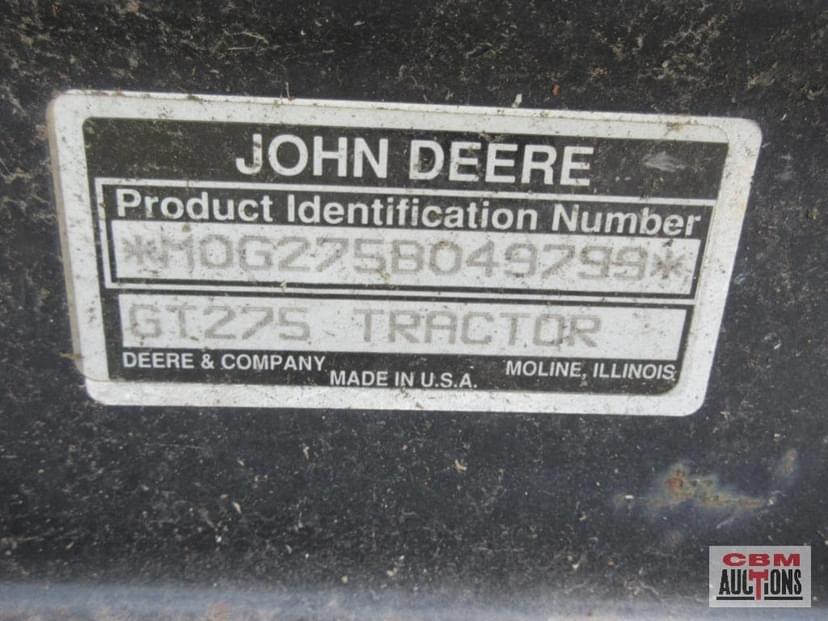 JOHN DEERE
Product Identification Number
*M0G275B049799*
GT275 TRACTOR
DEERE & COMPANY
MOLINE, ILLINOIS
MADE IN U.S.A.
CBM
AUCTIONS